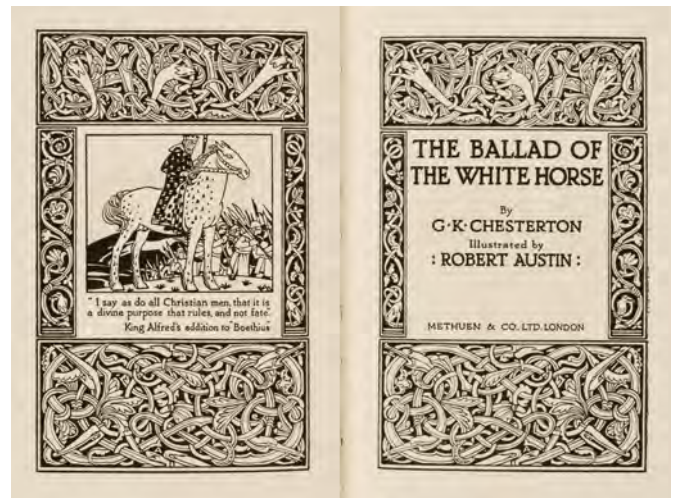 " I say as do all Christian men, that it is
a divine purpose that rules, and not fate."
King Alfred's addition to "Boethius"
THE BALLAD OF
THE WHITE HORSE
By
G·K·CHESTERTON
Illustrated by
: ROBERT AUSTIN :
METHUEN & CO. LTD. LONDON